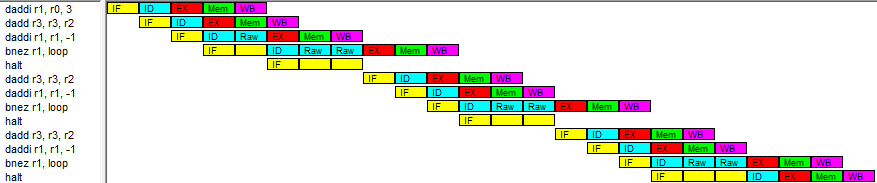 daddi r1, r0, 3 IF ID EX Mem WB
dadd r3, r3, r2 IF ID EX Mem WB
daddi r1, r1, -1 IF ID Raw EX Mem WB
bnez r1, loop IF ID Raw Raw EX Mem WB
halt IF
dadd r3, r3, r2 IF ID EX Mem WB
daddi r1, r1, -1 IF ID EX Mem WB
bnez r1, loop IF ID Raw Raw EX Mem WB
halt IF
dadd r3, r3, r2 IF ID EX Mem WB
daddi r1, r1, -1 IF ID EX Mem WB
bnez r1, loop IF ID Raw Raw EX Mem WB
halt IF ID EX Mem WB